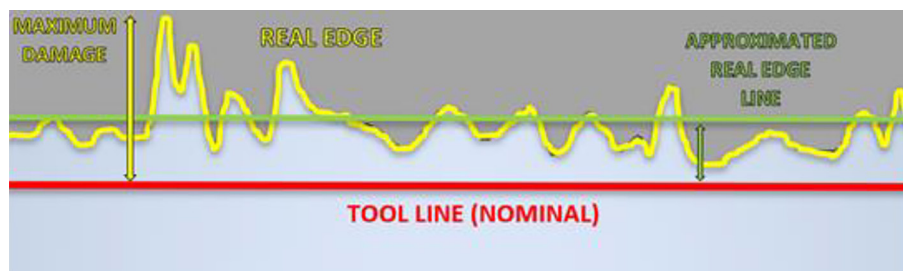 MAXIMUM
DAMAGE
REAL EDGE
APPROXIMATED
REAL EDGE
LINE
TOOL LINE (NOMINAL)